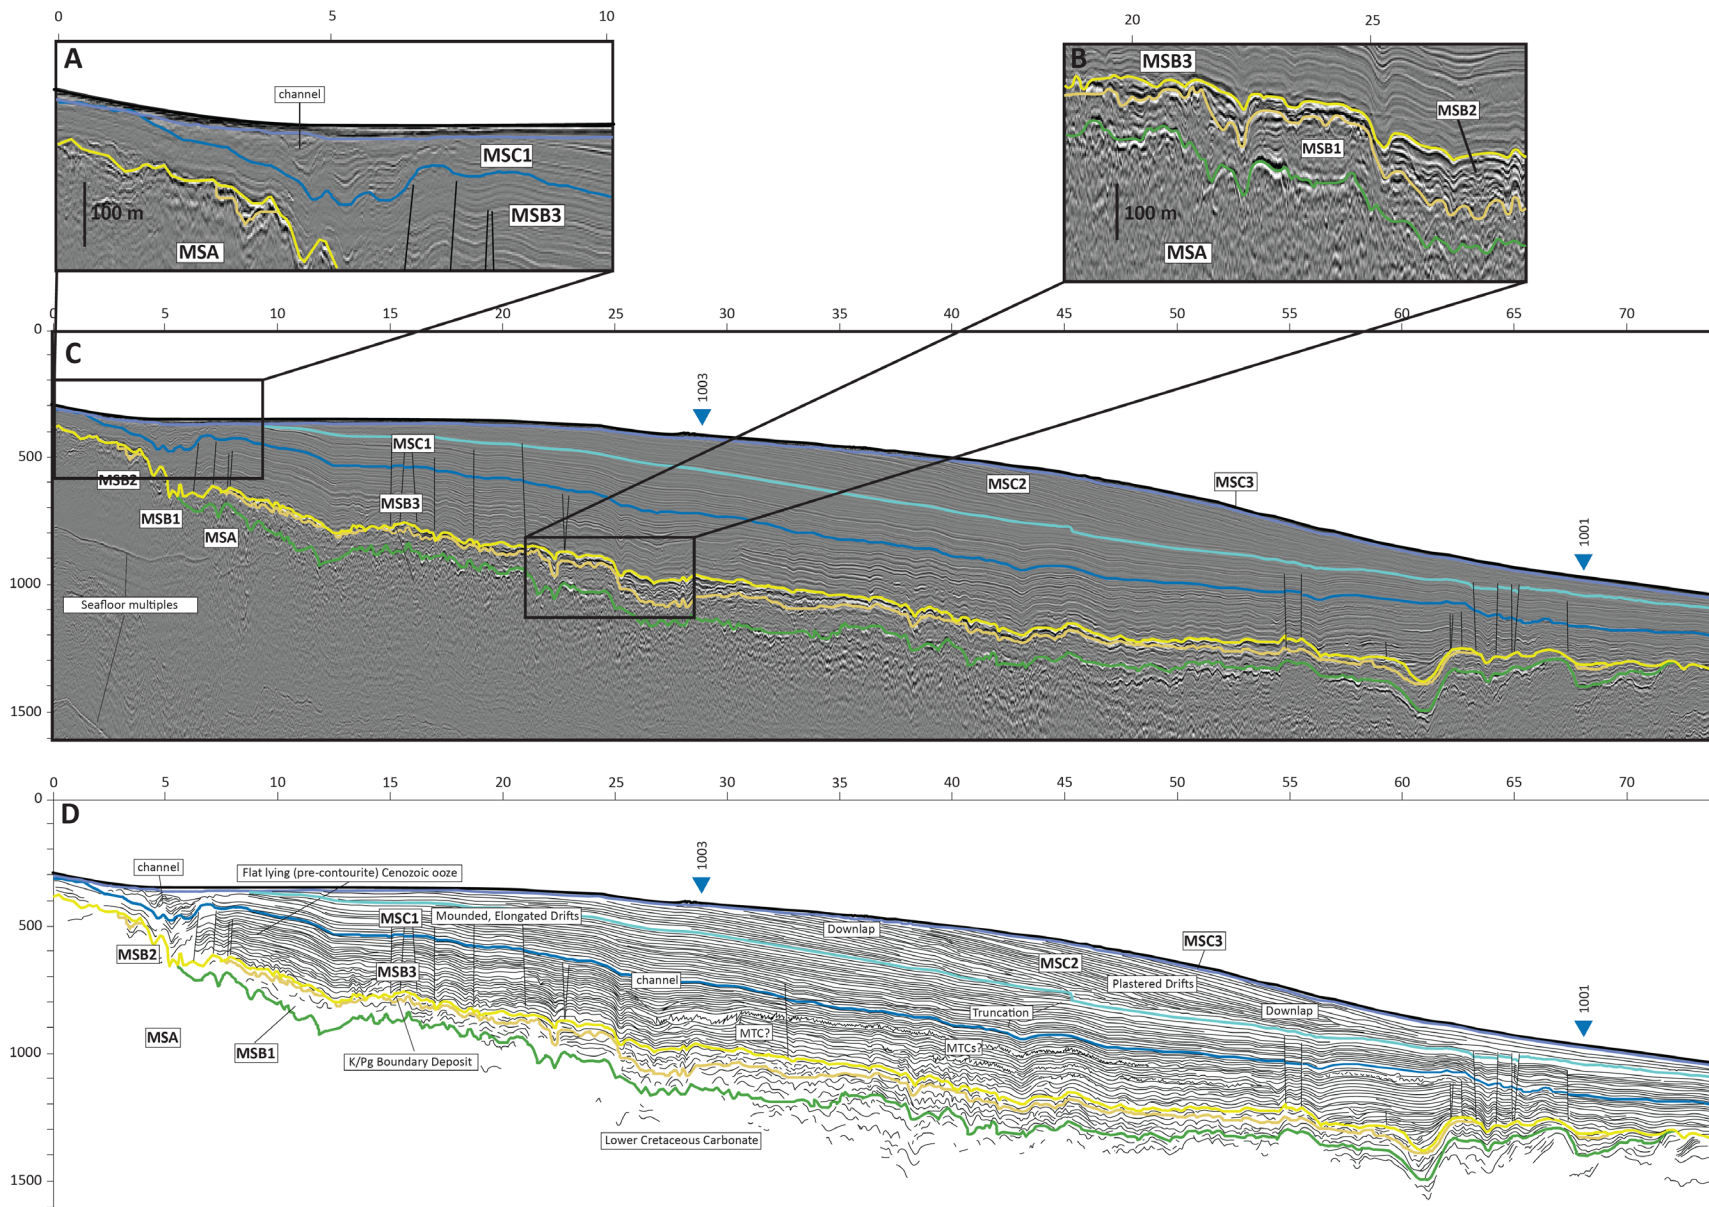 0 5 10
A
channel
MSC1
100 m
MSB3
MSA
20 25
B
MSB3
MSB2
MSB1
100 m
MSA
0 5 10 15 20 25 30 35 40 45 50 55 60 65 70
0
C
1003
MSC1
500
MSB2
MSC2
MSC3
MSB3
MSB1
MSA
1001
1000
Seafloor multiples
1500
0 5 10 15 20 25 30 35 40 45 50 55 60 65 70
0
D
1003
channel
Flat lying (pre-contourite) Cenozoic ooze
MSC1
Mounded, Elongated Drifts
500
Downlap
MSC3
MSB2
MSC2
MSB3
channel
Plastered Drifts
1001
Truncation
Downlap
MSA
MTC?
MTCs?
1000
MSB1
K/Pg Boundary Deposit
Lower Cretaceous Carbonate
1500